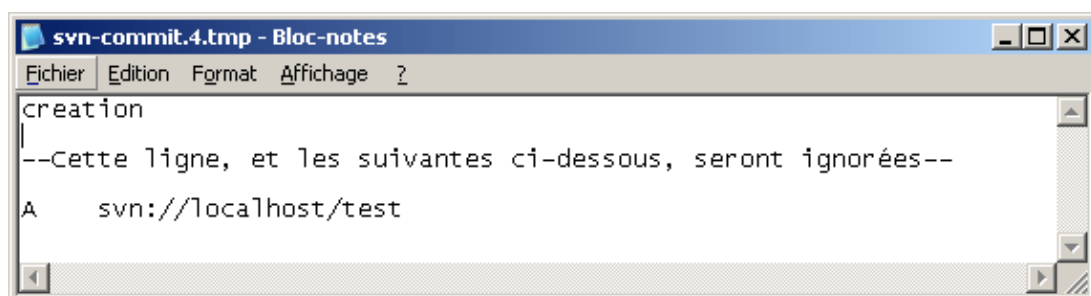 svn-commit.4.tmp - Bloc-notes
Fichier Edition Format Affichage ?
creation
--Cette ligne, et les suivantes ci-dessous, seront ignorées--
A    svn://localhost/test